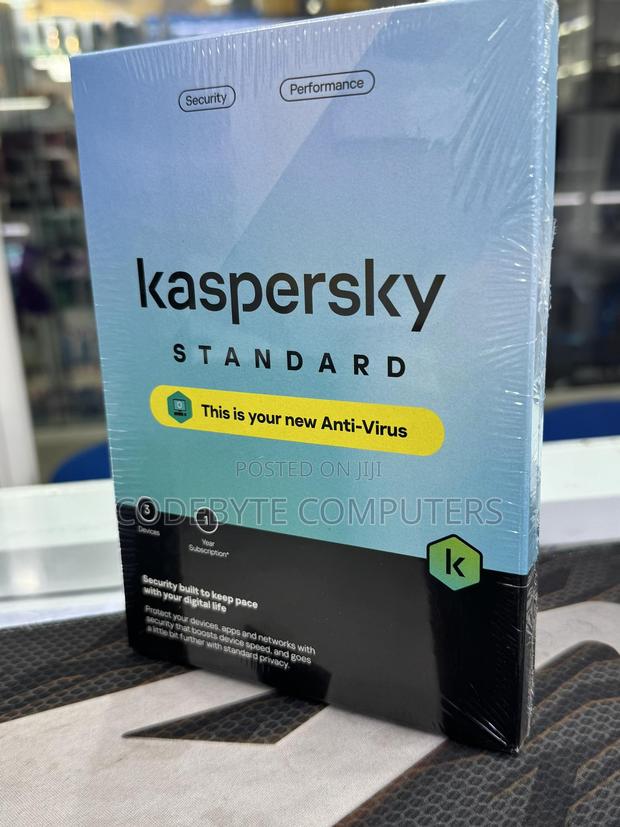 Security
Performance
kaspersky
STANDARD
This is your new Anti-Virus
POSTED ON JIJI
CODEBYTE COMPUTERS
3
Devices
1
Year
Subscription*
k
Security built to keep pace
with your digital life
Protect your devices, apps and networks with
security that boosts device speed, and goes
a little bit further with standard privacy.